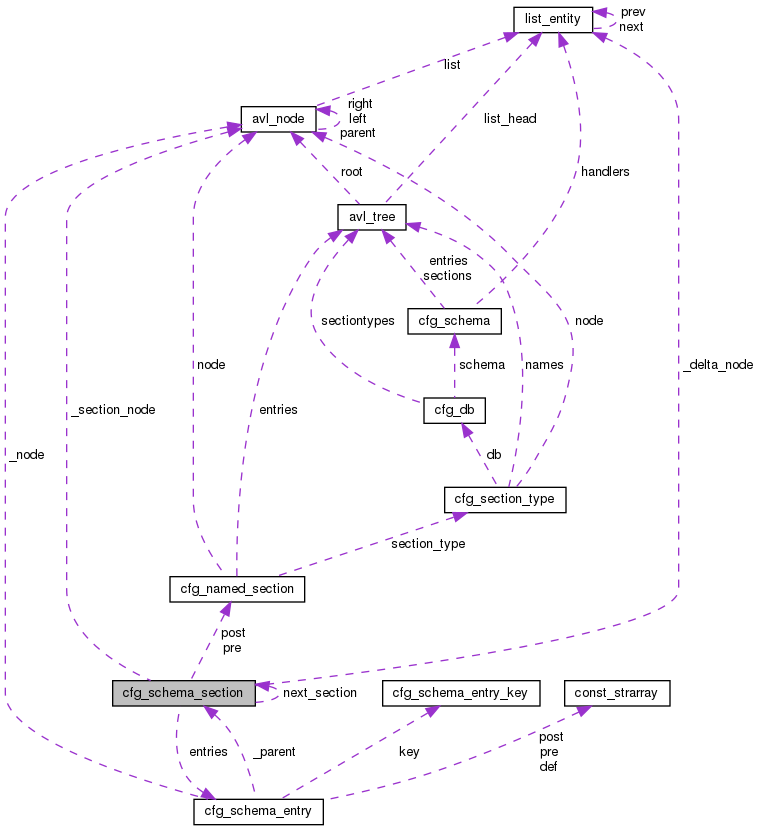 list_entity
prev
next
list
avl_node
right
left
parent
list_head
root
handlers
avl_tree
entries
sections
cfg_schema
sectiontypes
node
node
schema
names
_delta_node
cfg_db
_section_node
entries
_node
db
cfg_section_type
section_type
cfg_named_section
post
pre
cfg_schema_section
next_section
cfg_schema_entry_key
const_strarray
entries
_parent
key
post
pre
def
cfg_schema_entry